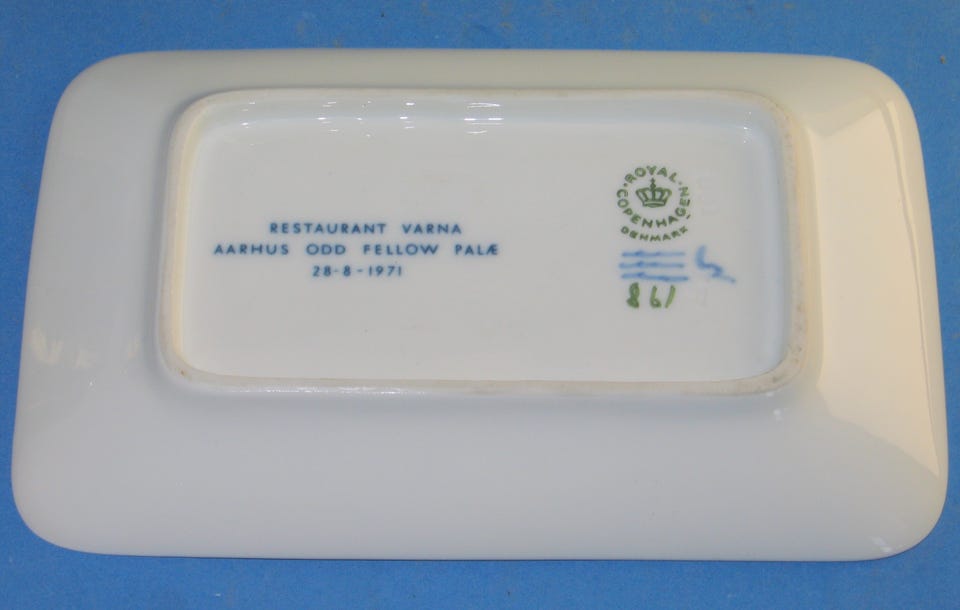 RESTAURANT VARNA
AARHUS ODD FELLOW PALÆ
28-8-1971
ROYAL
COPENHAGEN
DENMARK
861